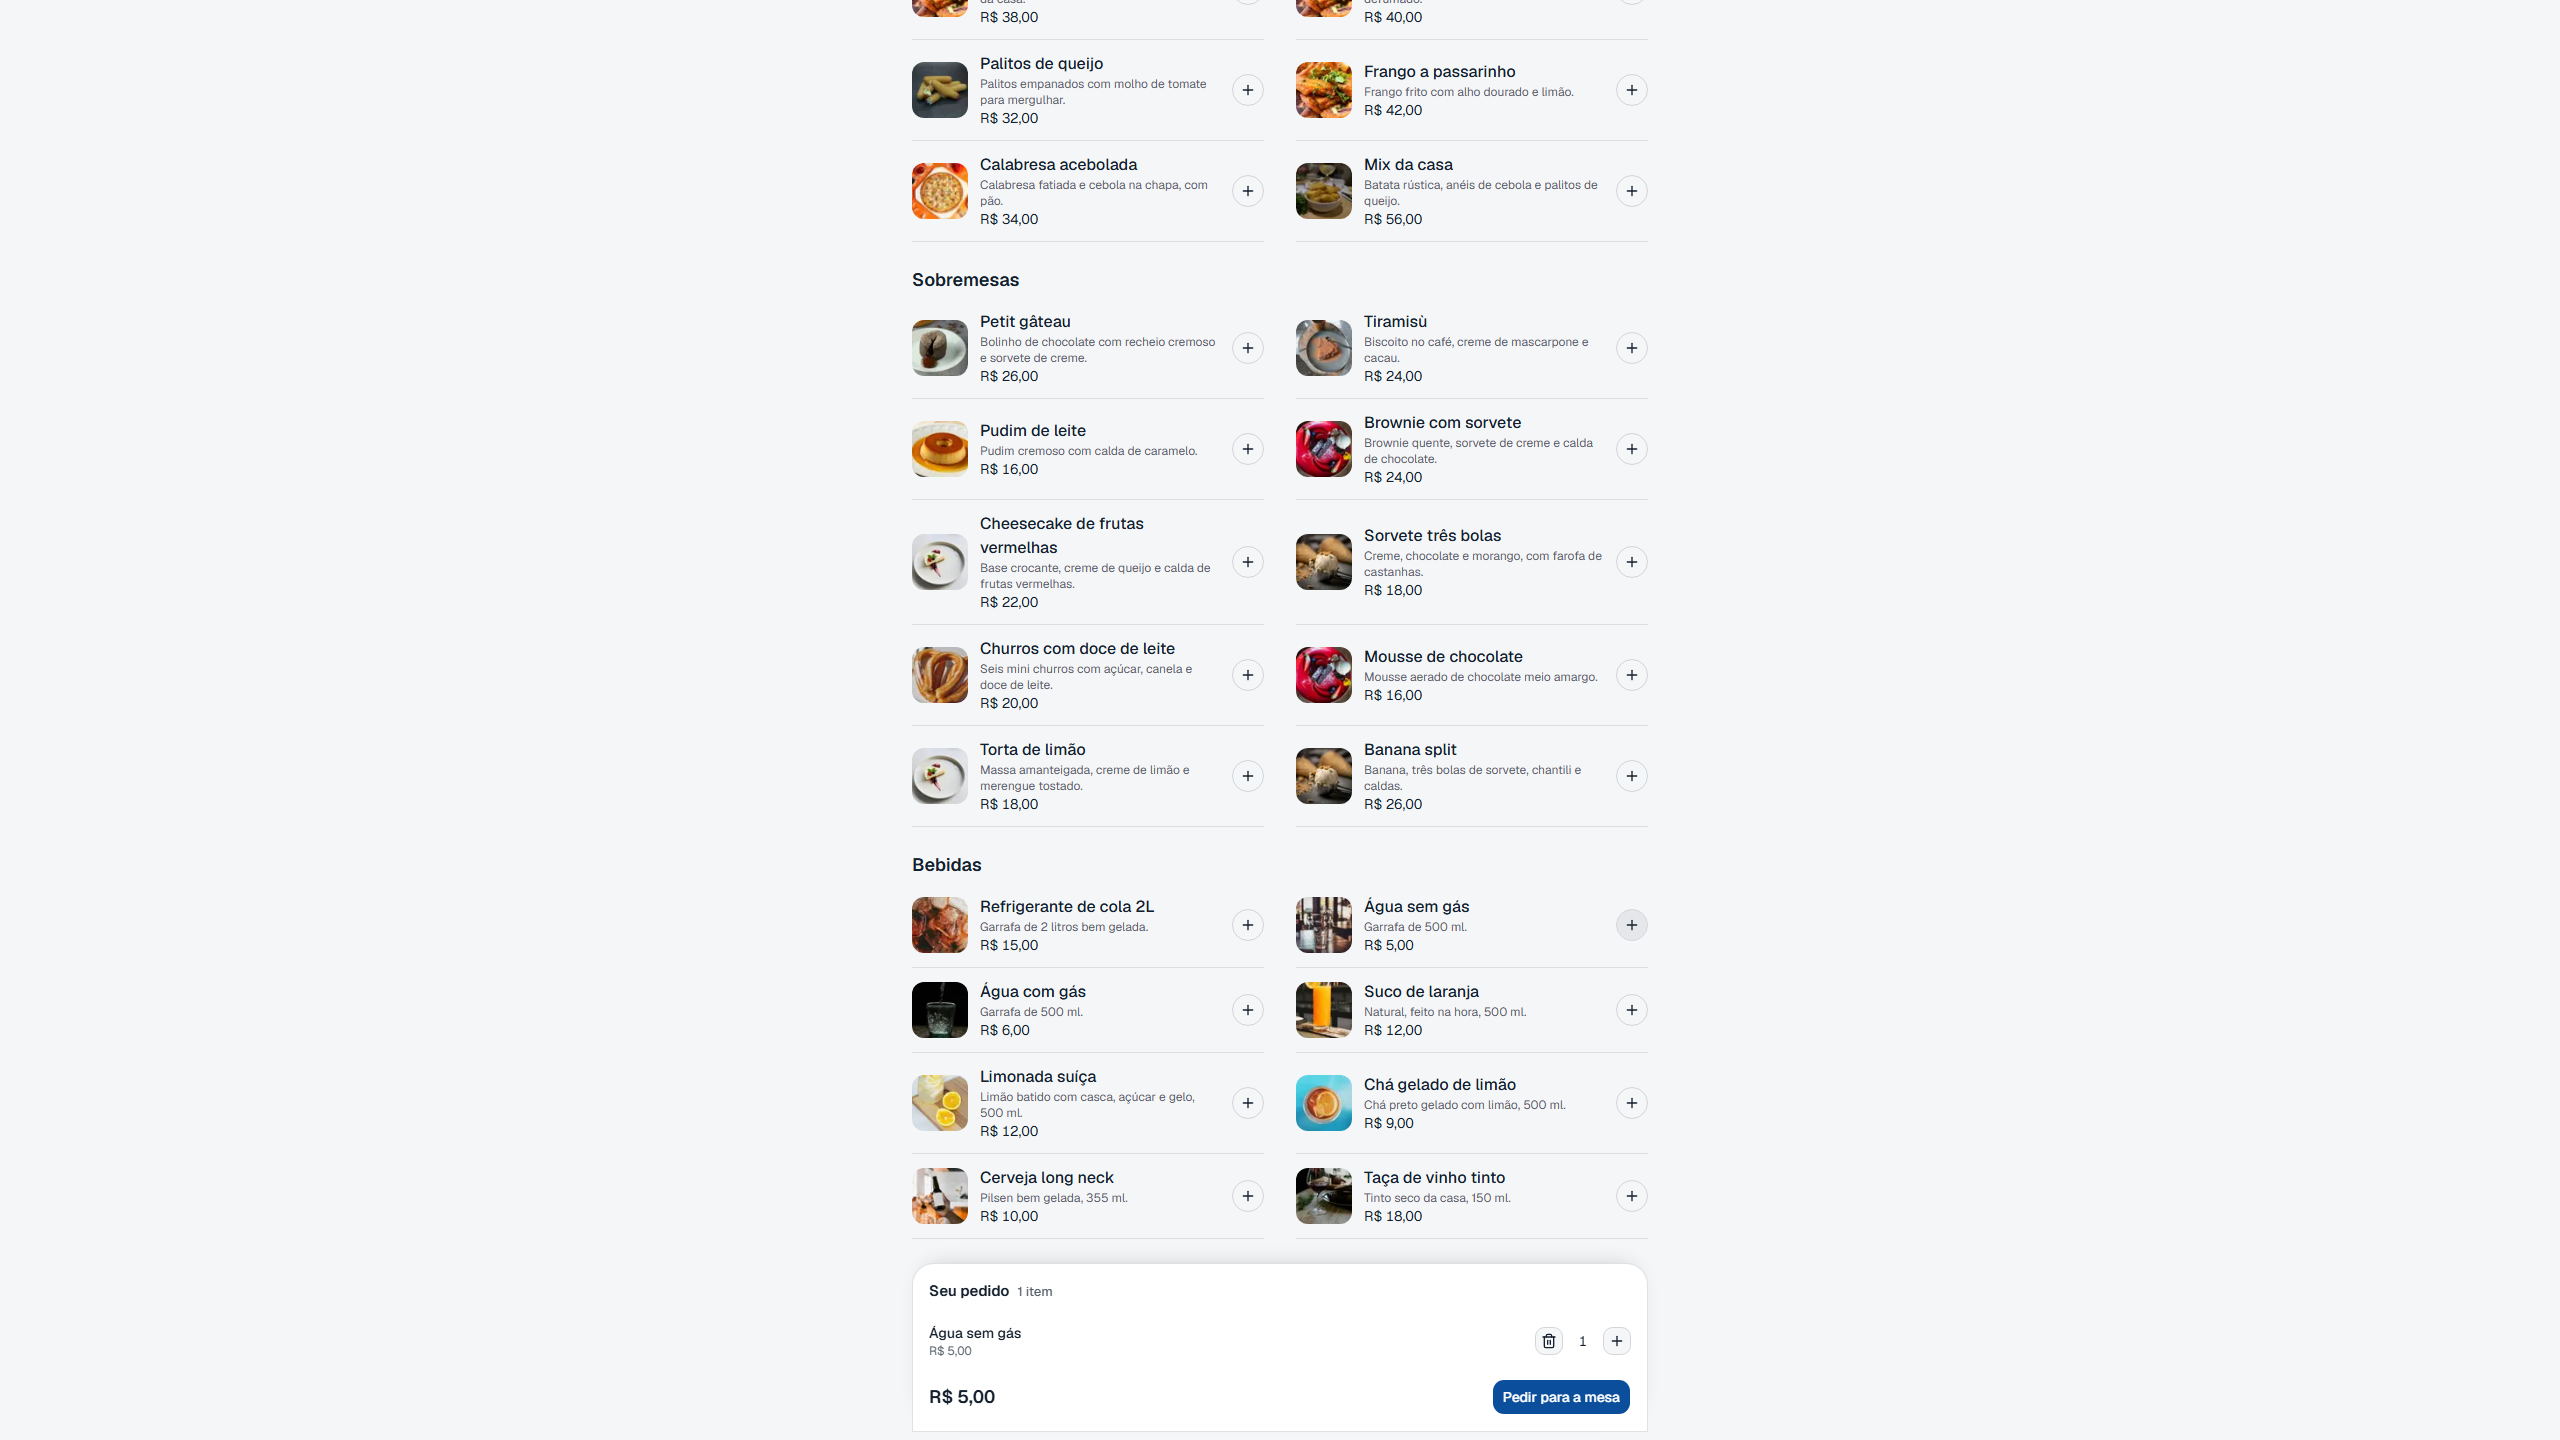 R$ 38,00
R$ 40,00
Palitos de queijo
Palitos empanados com molho de tomate
para mergulhar.
R$ 32,00
Frango a passarinho
Frango frito com alho dourado e limão.
R$ 42,00
Calabresa acebolada
Calabresa fatiada e cebola na chapa, com
pão.
R$ 34,00
Mix da casa
Batata rústica, anéis de cebola e palitos de
queijo.
R$ 56,00
Sobremesas
Petit gâteau
Bolinho de chocolate com recheio cremoso
e sorvete de creme.
R$ 26,00
Tiramisù
Biscoito no café, creme de mascarpone e
cacau.
R$ 24,00
Pudim de leite
Pudim cremoso com calda de caramelo.
R$ 16,00
Brownie com sorvete
Brownie quente, sorvete de creme e calda
de chocolate.
R$ 24,00
Cheesecake de frutas
vermelhas
Base crocante, creme de queijo e calda de
frutas vermelhas.
R$ 22,00
Sorvete três bolas
Creme, chocolate e morango, com farofa de
castanhas.
R$ 18,00
Churros com doce de leite
Seis mini churros com açúcar, canela e
doce de leite.
R$ 20,00
Mousse de chocolate
Mousse aerado de chocolate meio amargo.
R$ 16,00
Torta de limão
Massa amanteigada, creme de limão e
merengue tostado.
R$ 18,00
Banana split
Banana, três bolas de sorvete, chantili e
caldas.
R$ 26,00
Bebidas
Refrigerante de cola 2L
Garrafa de 2 litros bem gelada.
R$ 15,00
Água sem gás
Garrafa de 500 ml.
R$ 5,00
Água com gás
Garrafa de 500 ml.
R$ 6,00
Suco de laranja
Natural, feito na hora, 500 ml.
R$ 12,00
Limonada suíça
Limão batido com casca, açúcar e gelo,
500 ml.
R$ 12,00
Chá gelado de limão
Chá preto gelado com limão, 500 ml.
R$ 9,00
Cerveja long neck
Pilsen bem gelada, 355 ml.
R$ 10,00
Taça de vinho tinto
Tinto seco da casa, 150 ml.
R$ 18,00
Seu pedido 1 item
Água sem gás
R$ 5,00
1
R$ 5,00
Pedir para a mesa